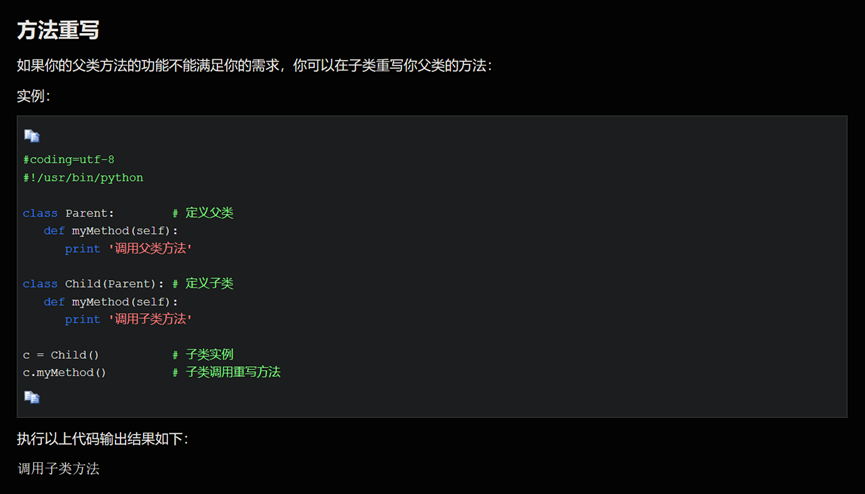 方法重写
如果你的父类方法的功能不能满足你的需求，你可以在子类重写你父类的方法：
实例：
#coding=utf-8
#!/usr/bin/python
class Parent:        # 定义父类
   def myMethod(self):
      print '调用父类方法'
class Child(Parent): # 定义子类
   def myMethod(self):
      print '调用子类方法'
c = Child()          # 子类实例
c.myMethod()         # 子类调用重写方法
执行以上代码输出结果如下：
调用子类方法